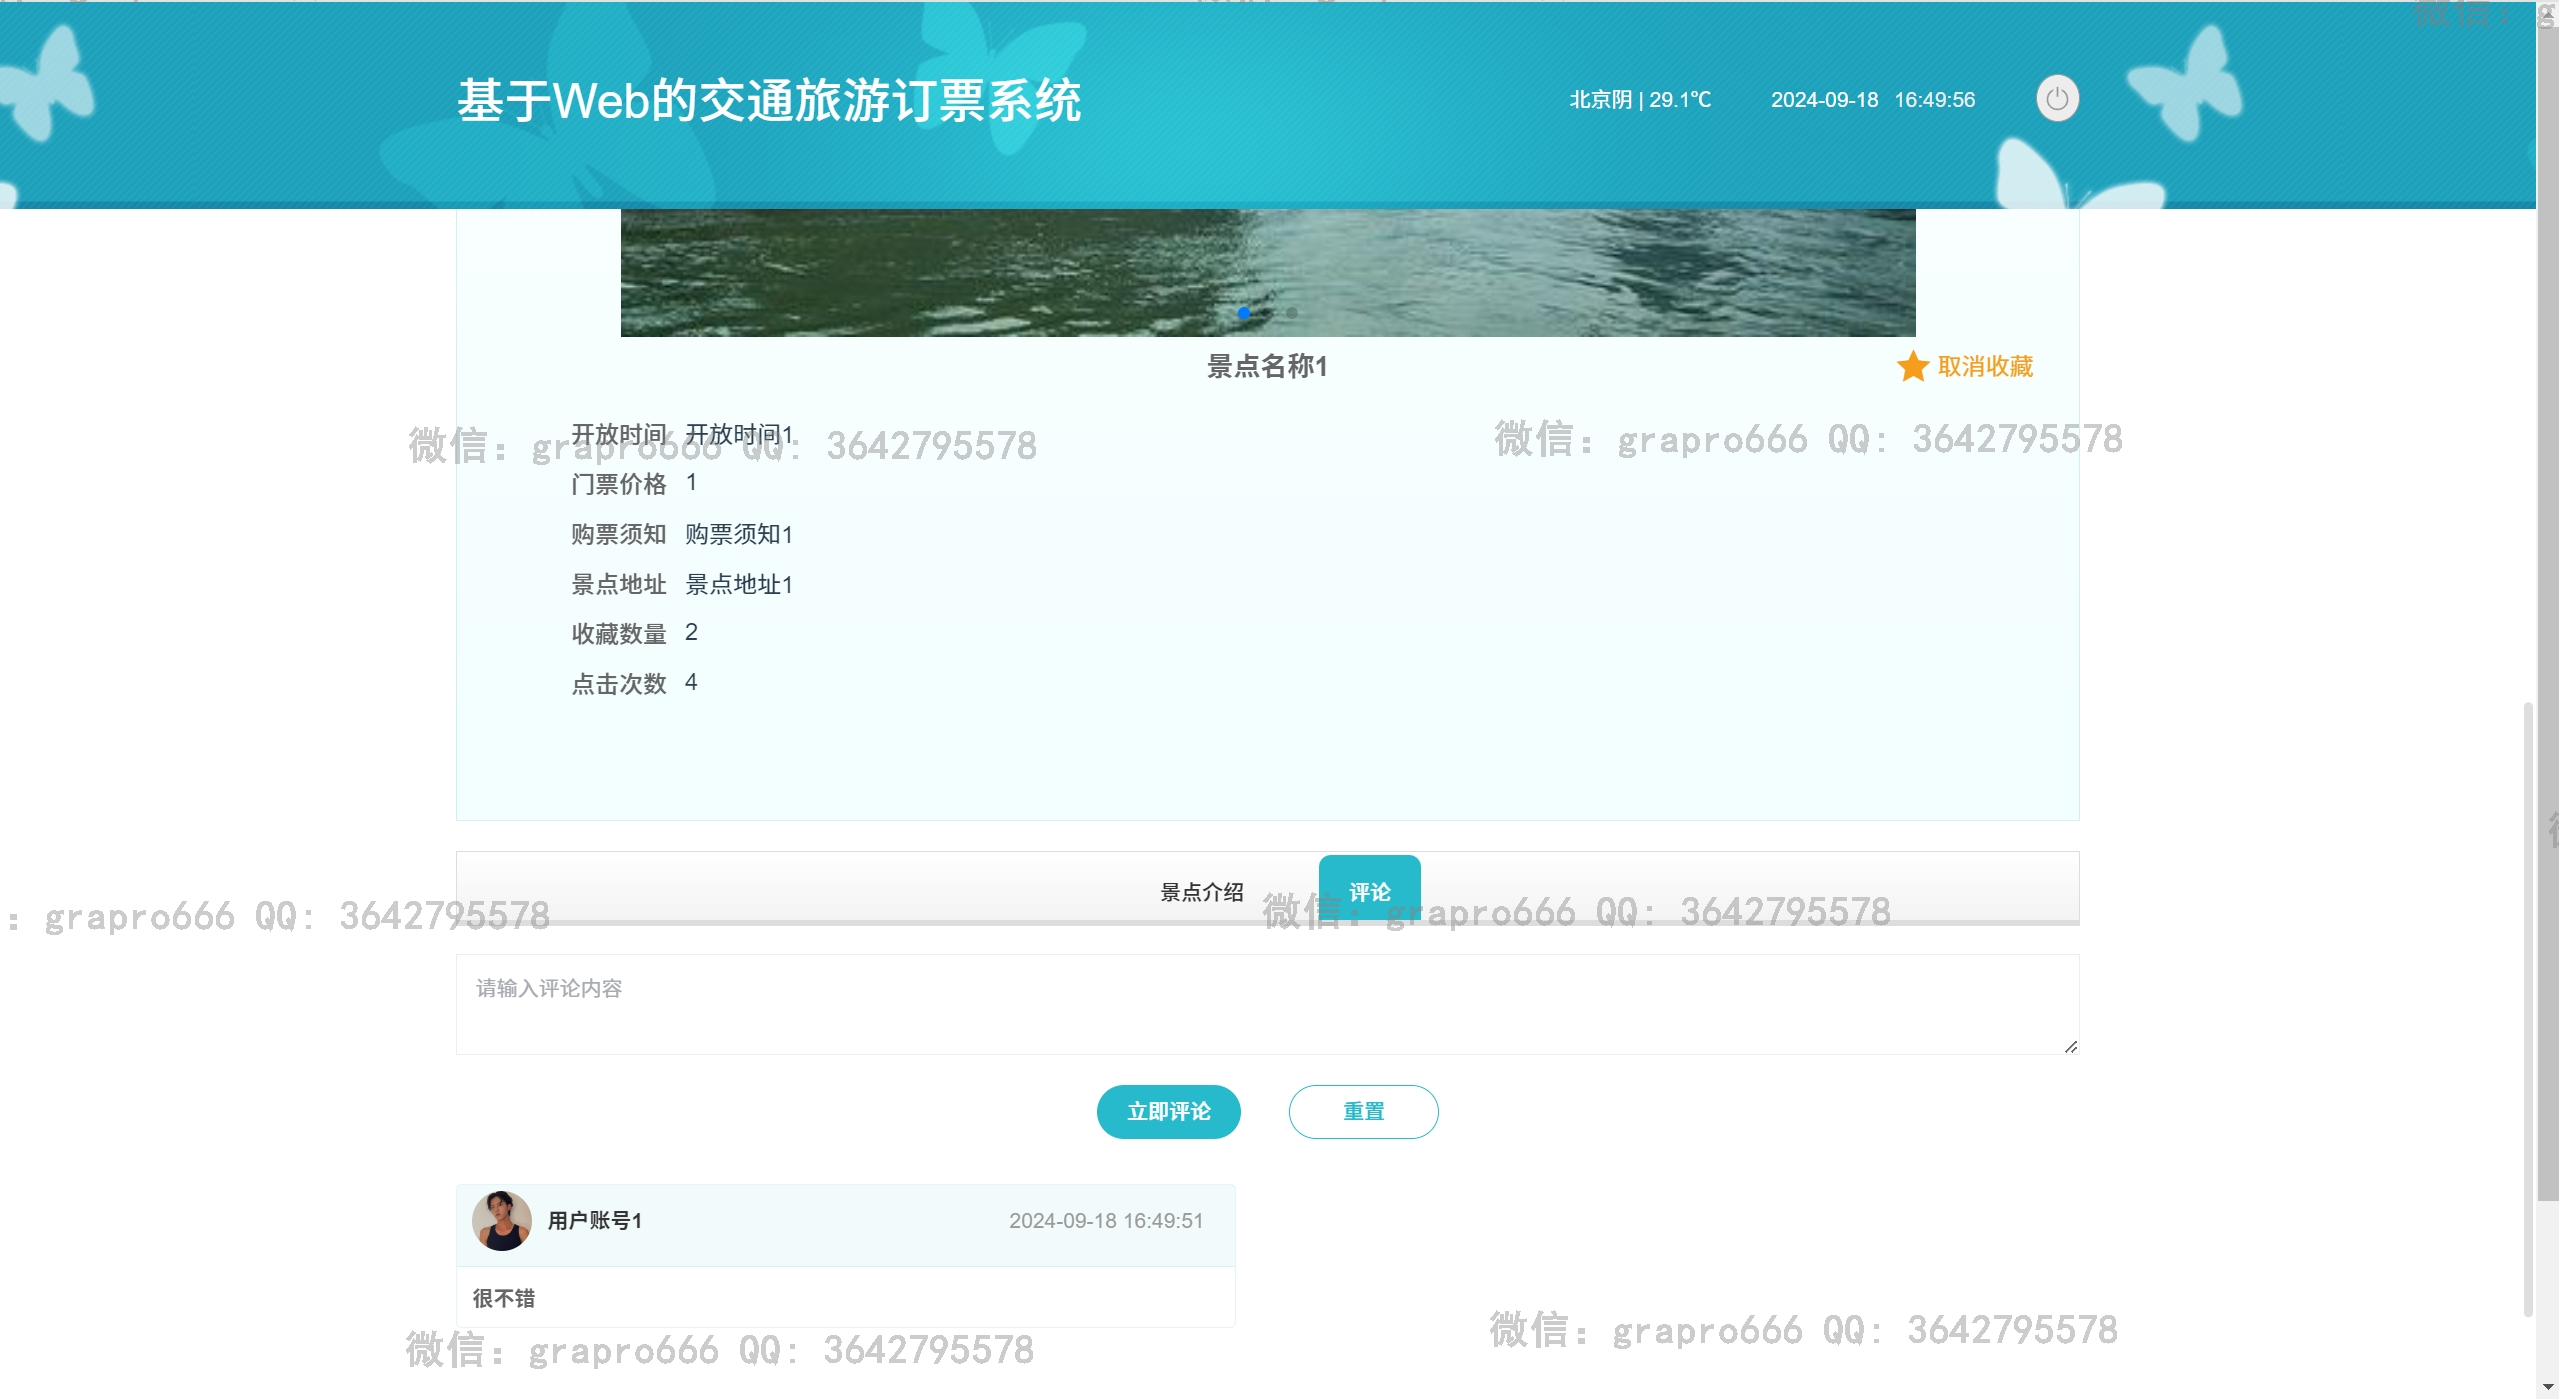 基于Web的交通旅游订票系统
北京阴 | 29.1℃ 2024-09-18 16:49:56
景点名称1
取消收藏
开放时间 开放时间1
微信：grapro666 QQ: 3642795578
微信：grapro666 QQ: 3642795578
门票价格 1
购票须知 购票须知1
景点地址 景点地址1
收藏数量 2
点击次数 4
景点介绍 评论
：grapro666 QQ: 3642795578
微信：grapro666 QQ: 3642795578
请输入评论内容
立即评论 重置
用户账号1 2024-09-18 16:49:51
很不错
微信：grapro666 QQ: 3642795578
微信：grapro666 QQ: 3642795578